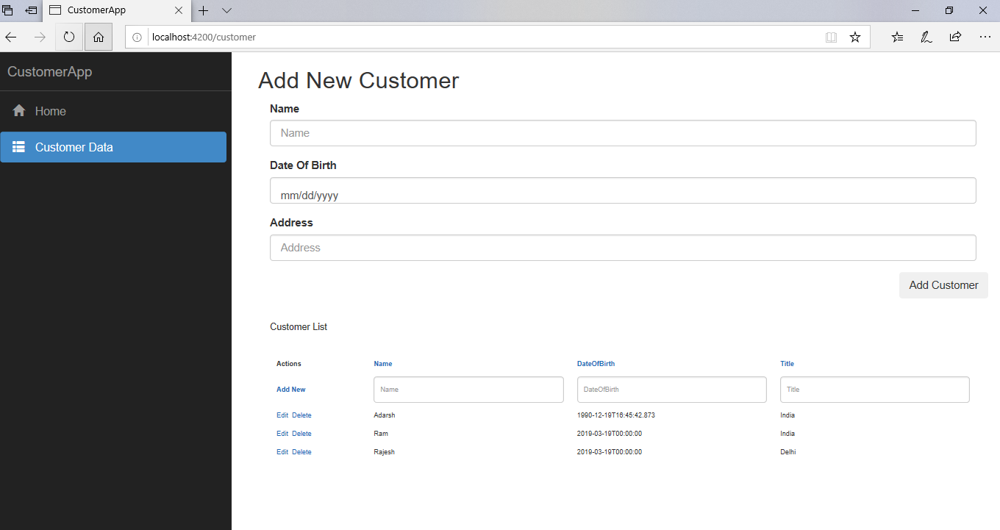 CustomerApp
localhost:4200/customer
CustomerApp
Home
Customer Data
Add New Customer
Name
Name
Date Of Birth
mm/dd/yyyy
Address
Address
Add Customer
Customer List
Actions Name DateOfBirth Title
Add New Name DateOfBirth Title
Edit Delete Adarsh 1990-12-19T16:45:42.873 India
Edit Delete Ram 2019-03-19T00:00:00 India
Edit Delete Rajesh 2019-03-19T00:00:00 Delhi